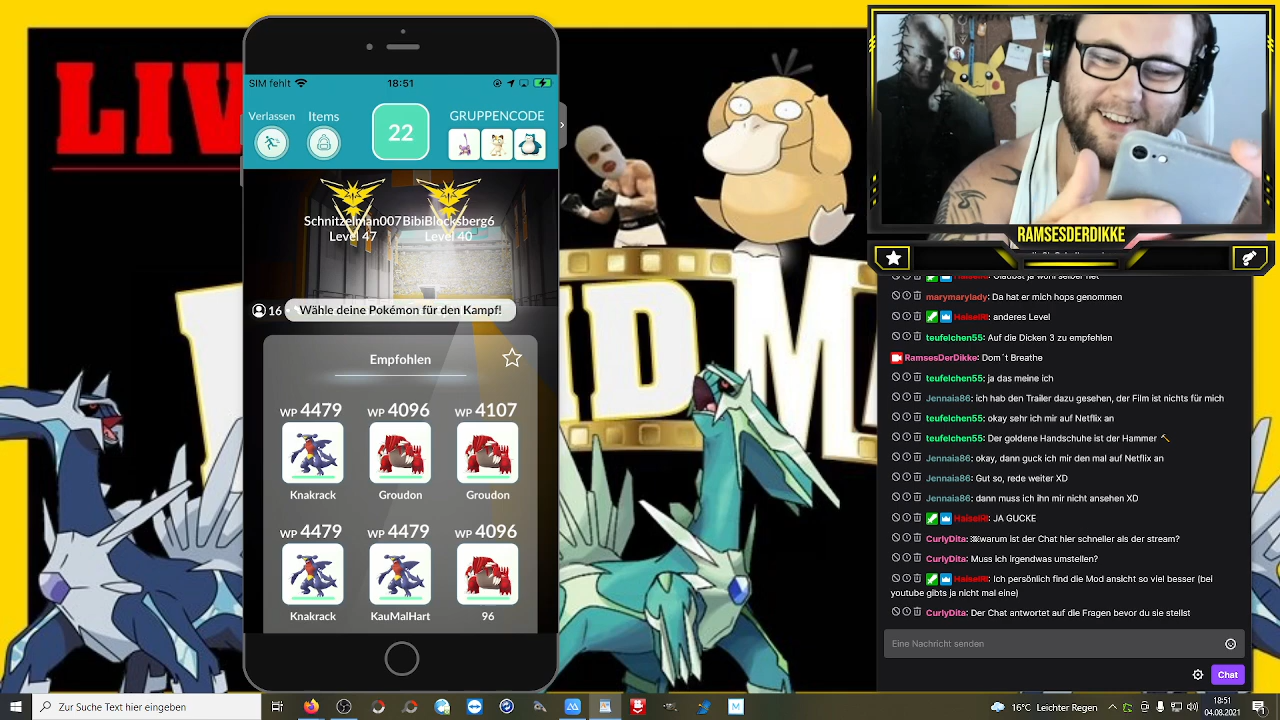 LIV
SIM fehlt
18:51
Verlassen
Items
22
GRUPPENCODE
Schnitzelman007
BibiBlocksberg6
Level 47
Level 40
16
Wähle deine Pokémon für den Kampf!
Empfohlen
WP 4479
WP 4096
WP 4107
Knakrack
Groudon
Groudon
WP 4479
WP 4479
WP 4096
Knakrack
KauMalHart
96
RAMSESDERDIKKE
marymarylady: Da hat er mich hops genommen
HaiselRI: anderes Level
teufelchen55: Auf die Dicken 3 zu empfehlen
RamsesDerDikke: Dom´t Breathe
teufelchen55: ja das meine ich
Jennaia86: ich hab den Trailer dazu gesehen, der Film ist nichts für mich
teufelchen55: okay sehr ich mir auf Netflix an
teufelchen55: Der goldene Handschuhe ist der Hammer
Jennaia86: okay, dann guck ich mir den mal auf Netflix an
Jennaia86: Gut so, rede weiter XD
Jennaia86: dann muss ich ihn mir nicht ansehen XD
HaiselRI: JA GUCKE
CurlyDita: warum ist der Chat hier schneller als der stream?
CurlyDita: Muss ich irgendwas umstellen?
HaiselRI: Ich persönlich find die Mod ansicht so viel besser (bei
youtube gibts ja nicht mal eine)
CurlyDita: Der Chat antwortet auf die Fragen bevor du sie stellst
Eine Nachricht senden
Chat
Zur Suche Text hier eingeben
16°C
18:51
04.08.2021